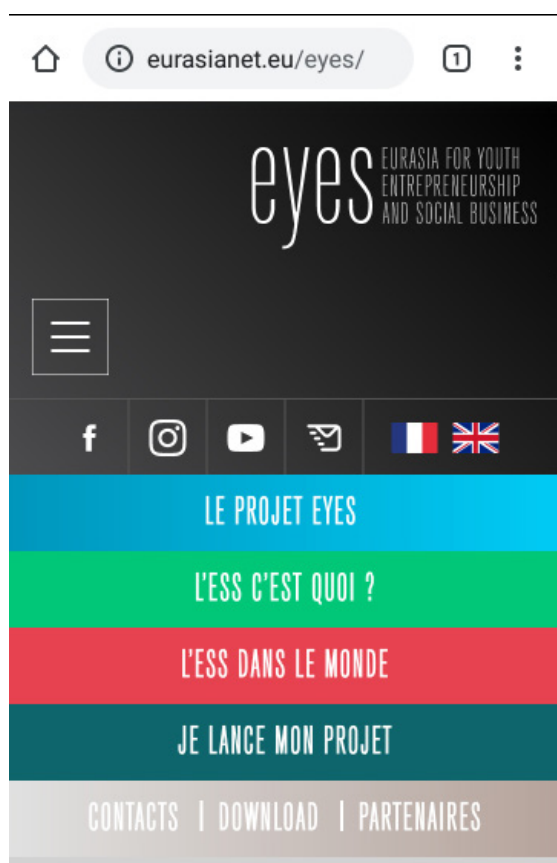 eurasianet.eu/eyes/
1
eyes
EURASIA FOR YOUTH
ENTREPRENEURSHIP
AND SOCIAL BUSINESS
f
LE PROJET EYES
L'ESS C'EST QUOI ?
L'ESS DANS LE MONDE
JE LANCE MON PROJET
CONTACTS | DOWNLOAD | PARTENAIRES